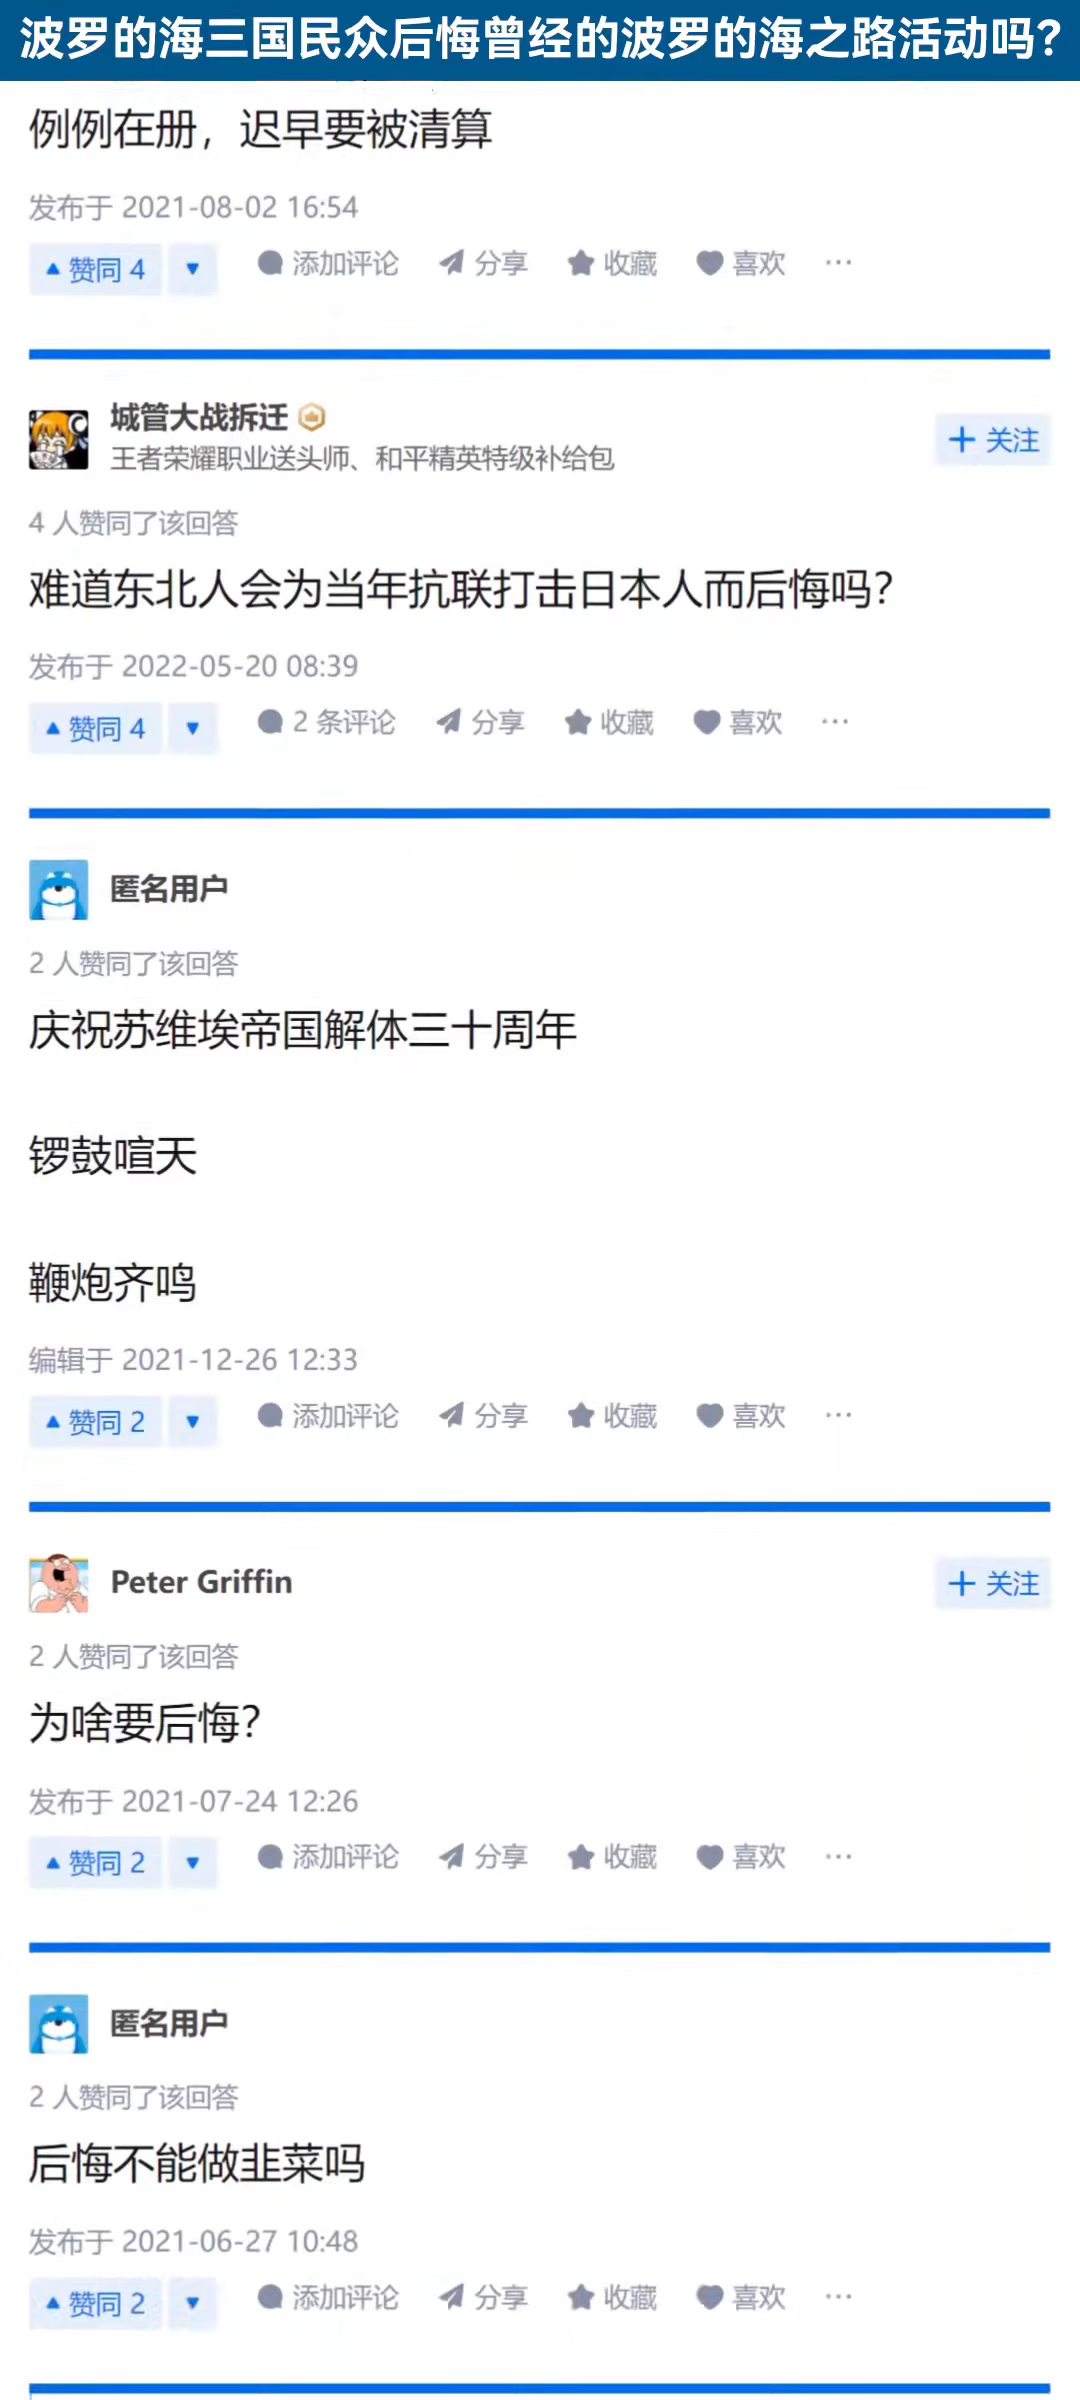 波罗的海三国民众后悔曾经的波罗的海之路活动吗？
例例在册，迟早要被清算
发布于 2021-08-02 16:54
赞同 4 添加评论 分享 收藏 喜欢 ···
城管大战拆迁
王者荣耀职业送头师、和平精英特级补给包
+ 关注
4 人赞同了该回答
难道东北人会为当年抗联打击日本人而后悔吗？
发布于 2022-05-20 08:39
赞同 4 2 条评论 分享 收藏 喜欢 ···
匿名用户
2 人赞同了该回答
庆祝苏维埃帝国解体三十周年
锣鼓喧天
鞭炮齐鸣
编辑于 2021-12-26 12:33
赞同 2 添加评论 分享 收藏 喜欢 ···
Peter Griffin
+ 关注
2 人赞同了该回答
为啥要后悔？
发布于 2021-07-24 12:26
赞同 2 添加评论 分享 收藏 喜欢 ···
匿名用户
2 人赞同了该回答
后悔不能做韭菜吗
发布于 2021-06-27 10:48
赞同 2 添加评论 分享 收藏 喜欢 ···